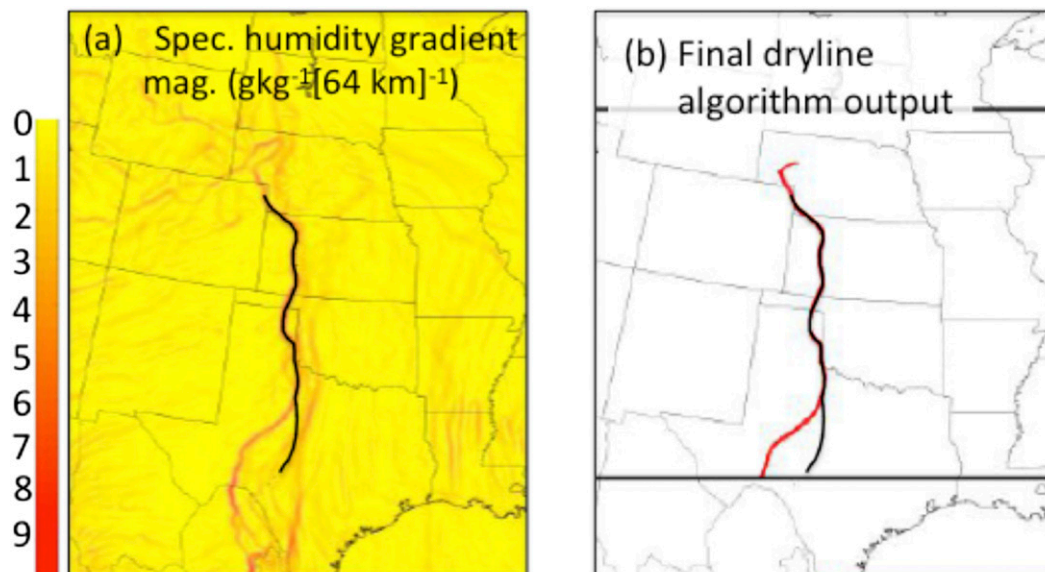 (a) Spec. humidity gradient
mag. (gkg⁻¹[64 km]⁻¹)
(b) Final dryline
algorithm output
0
1
2
3
4
5
6
7
8
9